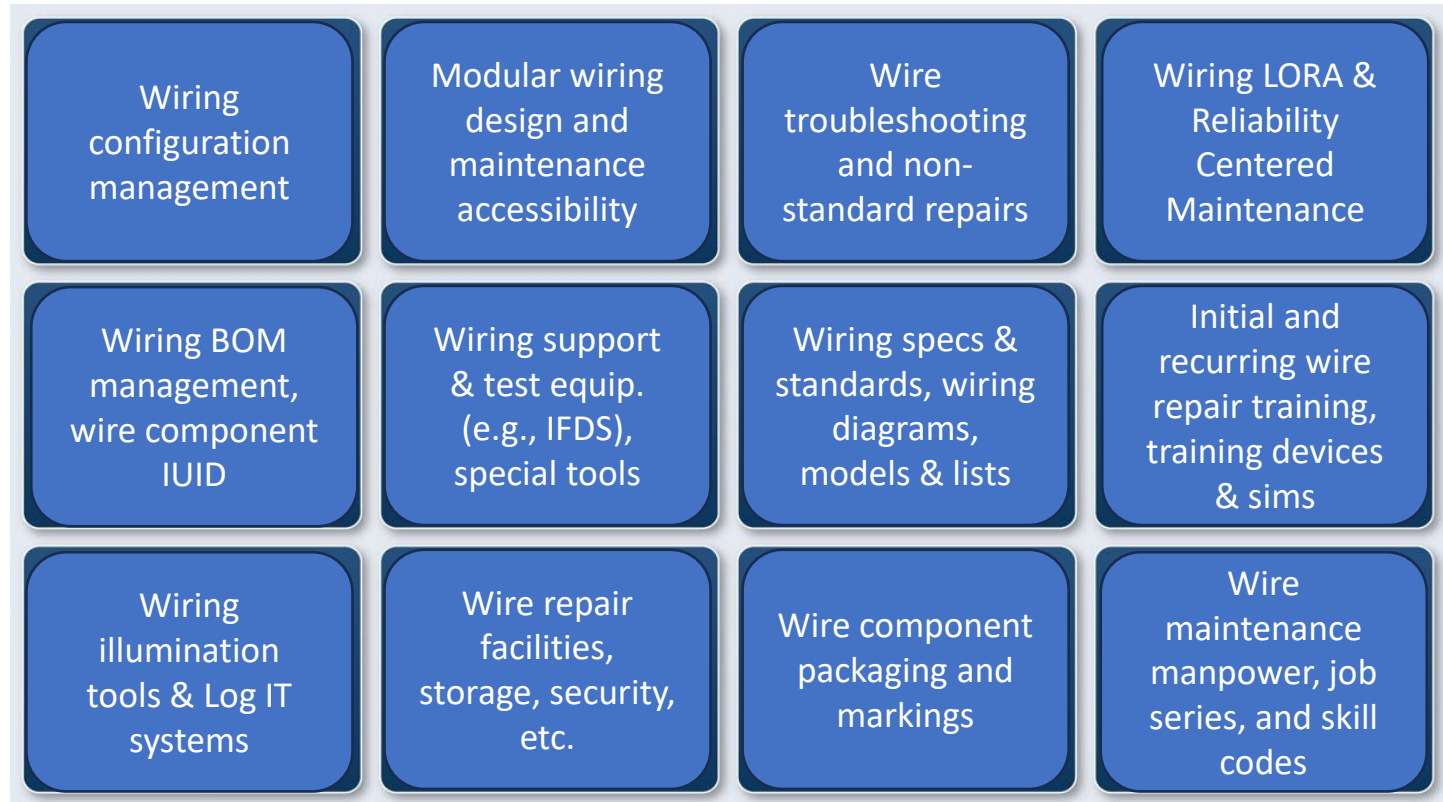 Wiring
configuration
management
Modular wiring
design and
maintenance
accessibility
Wire
troubleshooting
and non-
standard repairs
Wiring LORA &
Reliability
Centered
Maintenance
Wiring BOM
management,
wire component
IUID
Wiring support
& test equip.
(e.g., IFDS),
special tools
Wiring specs &
standards, wiring
diagrams,
models & lists
Initial and
recurring wire
repair training,
training devices
& sims
Wiring
illumination
tools & Log IT
systems
Wire repair
facilities,
storage, security,
etc.
Wire component
packaging and
markings
Wire
maintenance
manpower, job
series, and skill
codes